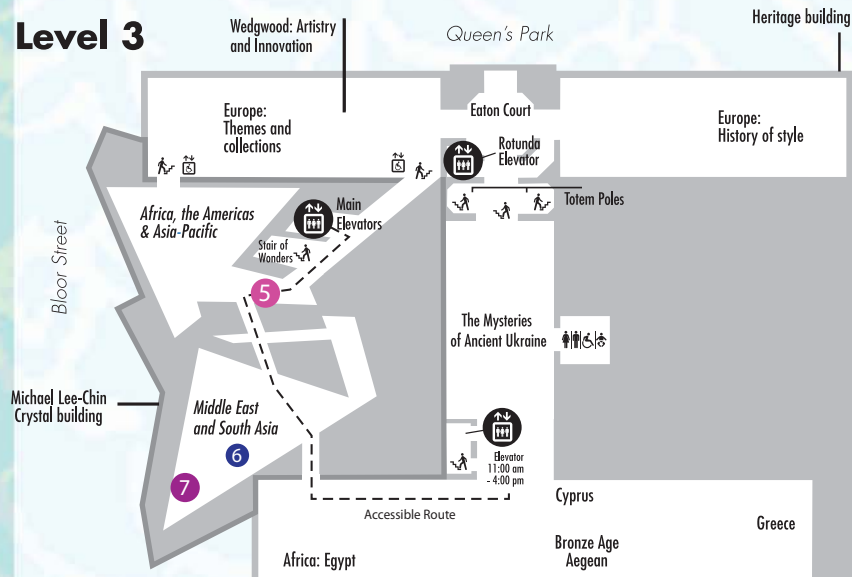 Level 3
Wedgwood: Artistry
and Innovation
Queen's Park
Heritage building
Europe:
Themes and
collections
Eaton Court
Europe:
History of style
Rotunda
Elevator
Totem Poles
Africa, the Americas
& Asia-Pacific
Main
Elevators
Stair of
Wonders
Bloor Street
5
The Mysteries
of Ancient Ukraine
Michael Lee-Chin
Crystal building
Middle East
and South Asia
6
7
Elevator
11:00 am
- 4:00 pm
Accessible Route
Cyprus
Greece
Bronze Age
Aegean
Africa: Egypt